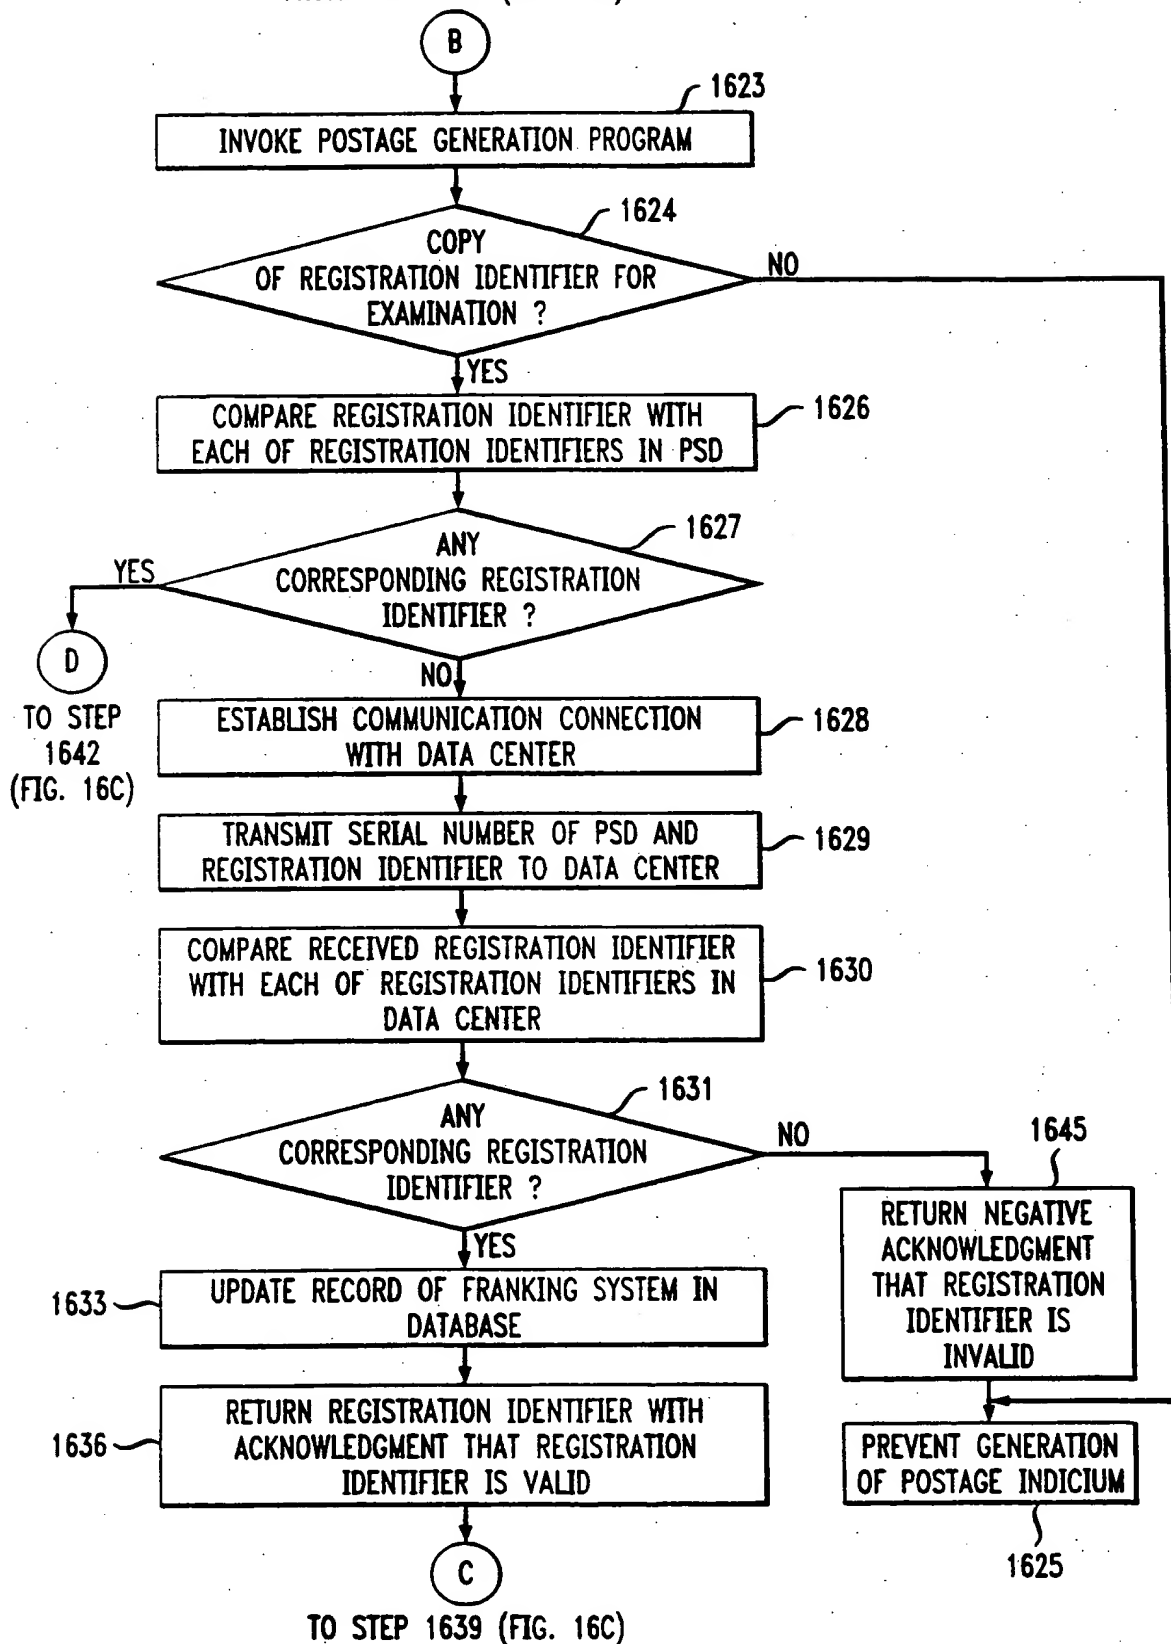 B
1623
INVOKE POSTAGE GENERATION PROGRAM
1624
COPY
OF REGISTRATION IDENTIFIER FOR
EXAMINATION ?
NO
YES
COMPARE REGISTRATION IDENTIFIER WITH
EACH OF REGISTRATION IDENTIFIERS IN PSD
1626
1627
ANY
CORRESPONDING REGISTRATION
IDENTIFIER ?
YES
D
TO STEP
1642
(FIG. 16C)
NO
ESTABLISH COMMUNICATION CONNECTION
WITH DATA CENTER
1628
TRANSMIT SERIAL NUMBER OF PSD AND
REGISTRATION IDENTIFIER TO DATA CENTER
1629
COMPARE RECEIVED REGISTRATION IDENTIFIER
WITH EACH OF REGISTRATION IDENTIFIERS IN
DATA CENTER
1630
1631
ANY
CORRESPONDING REGISTRATION
IDENTIFIER ?
NO
1645
RETURN NEGATIVE
ACKNOWLEDGMENT
THAT REGISTRATION
IDENTIFIER IS
INVALID
YES
1633
UPDATE RECORD OF FRANKING SYSTEM IN
DATABASE
1636
RETURN REGISTRATION IDENTIFIER WITH
ACKNOWLEDGMENT THAT REGISTRATION
IDENTIFIER IS VALID
PREVENT GENERATION
OF POSTAGE INDICIUM
1625
C
TO STEP 1639 (FIG. 16C)